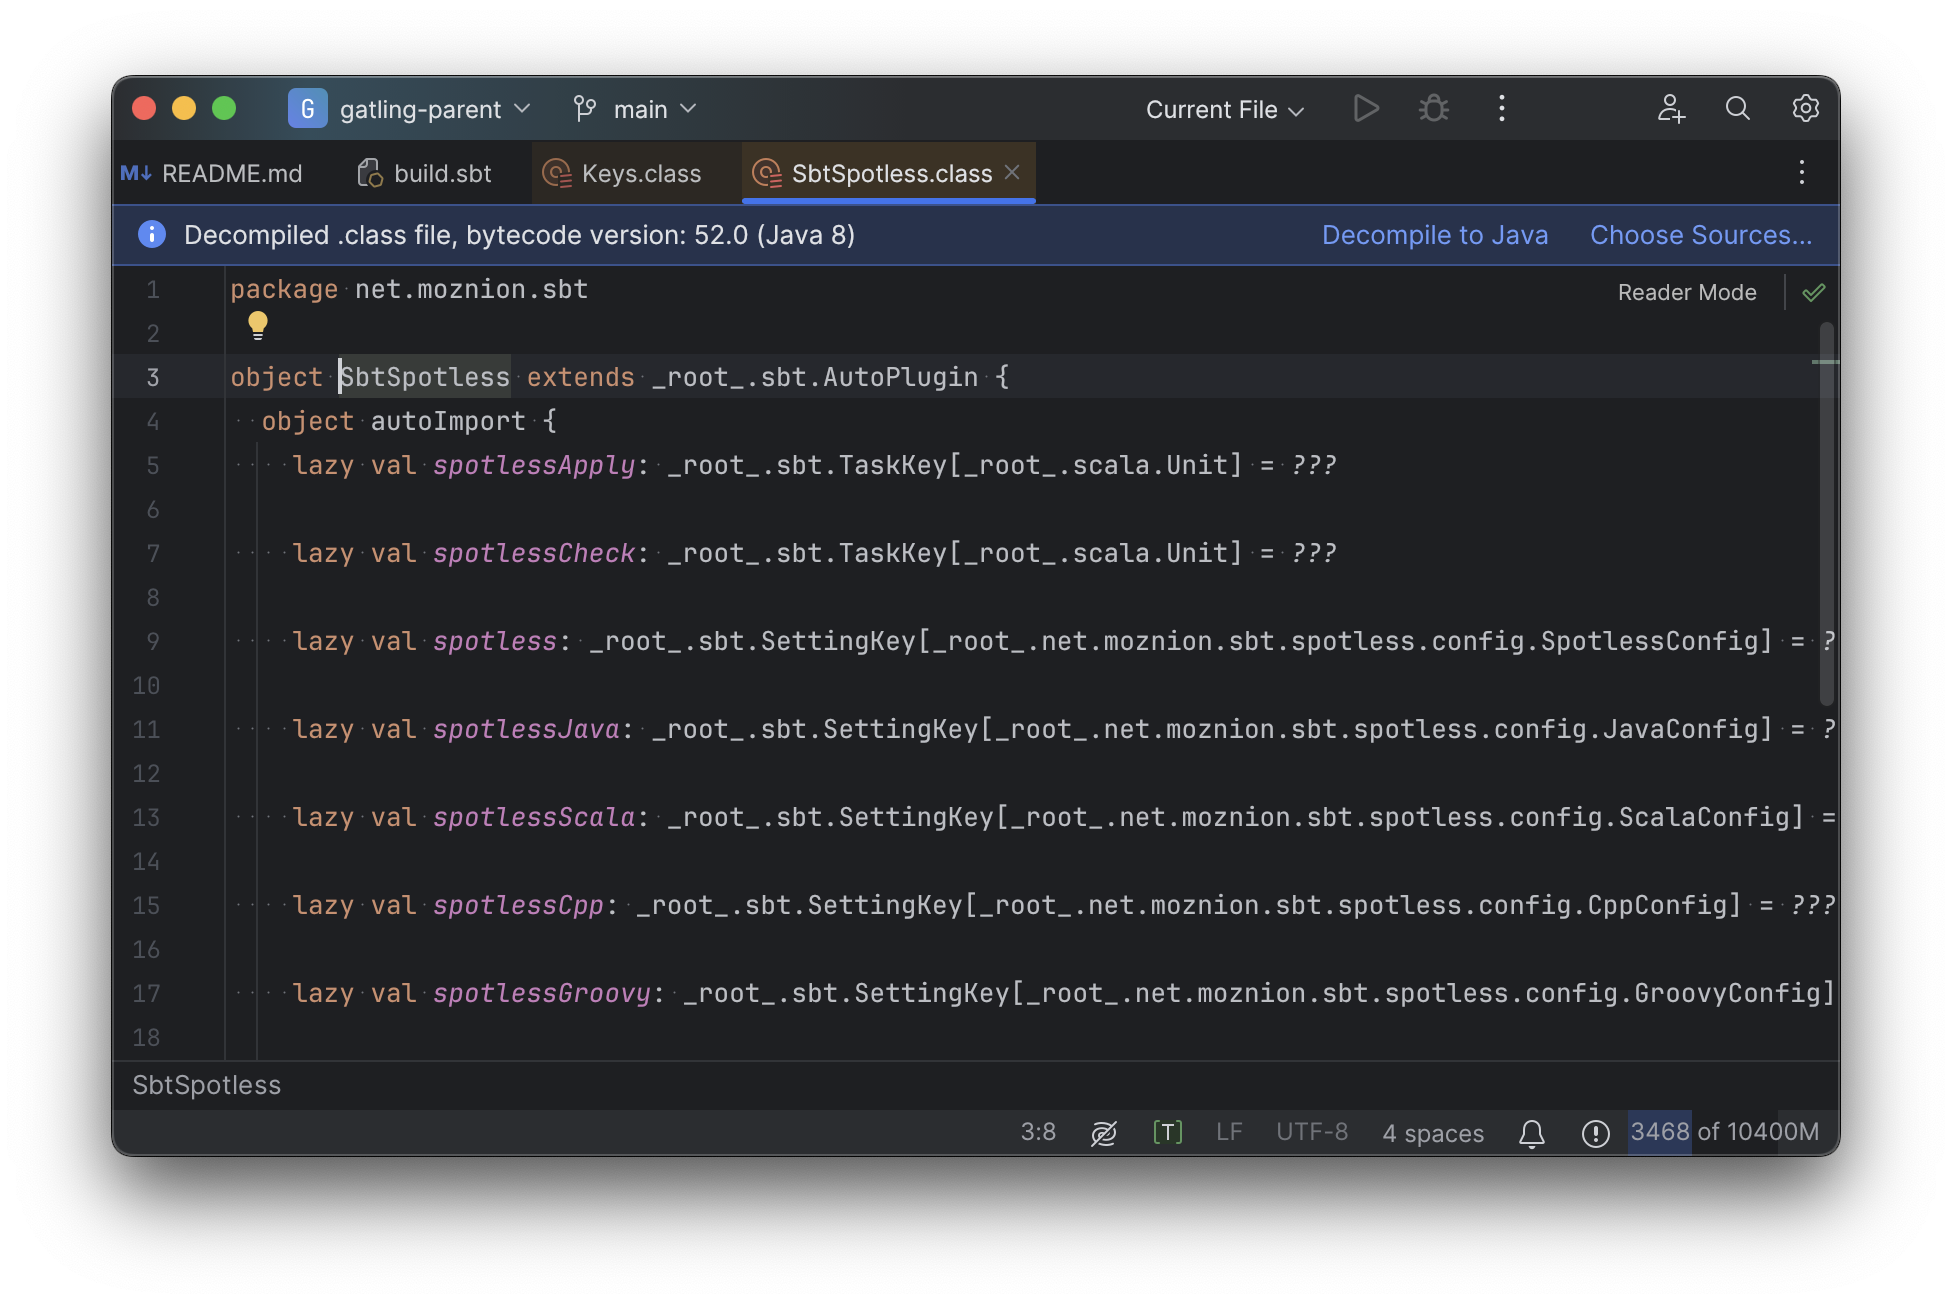 G gatling-parent main Current File
M↓ README.md build.sbt Keys.class SbtSpotless.class
Decompiled .class file, bytecode version: 52.0 (Java 8) Decompile to Java Choose Sources...
1 package net.moznion.sbt Reader Mode
2
3 object SbtSpotless extends _root_.sbt.AutoPlugin {
4 object autoImport {
5 lazy val spotlessApply: _root_.sbt.TaskKey[_root_.scala.Unit] = ???
6
7 lazy val spotlessCheck: _root_.sbt.TaskKey[_root_.scala.Unit] = ???
8
9 lazy val spotless: _root_.sbt.SettingKey[_root_.net.moznion.sbt.spotless.config.SpotlessConfig] = ?
10
11 lazy val spotlessJava: _root_.sbt.SettingKey[_root_.net.moznion.sbt.spotless.config.JavaConfig] = ?
12
13 lazy val spotlessScala: _root_.sbt.SettingKey[_root_.net.moznion.sbt.spotless.config.ScalaConfig] =
14
15 lazy val spotlessCpp: _root_.sbt.SettingKey[_root_.net.moznion.sbt.spotless.config.CppConfig] = ???
16
17 lazy val spotlessGroovy: _root_.sbt.SettingKey[_root_.net.moznion.sbt.spotless.config.GroovyConfig]
18
SbtSpotless
3:8 [T] LF UTF-8 4 spaces 3468 of 10400M